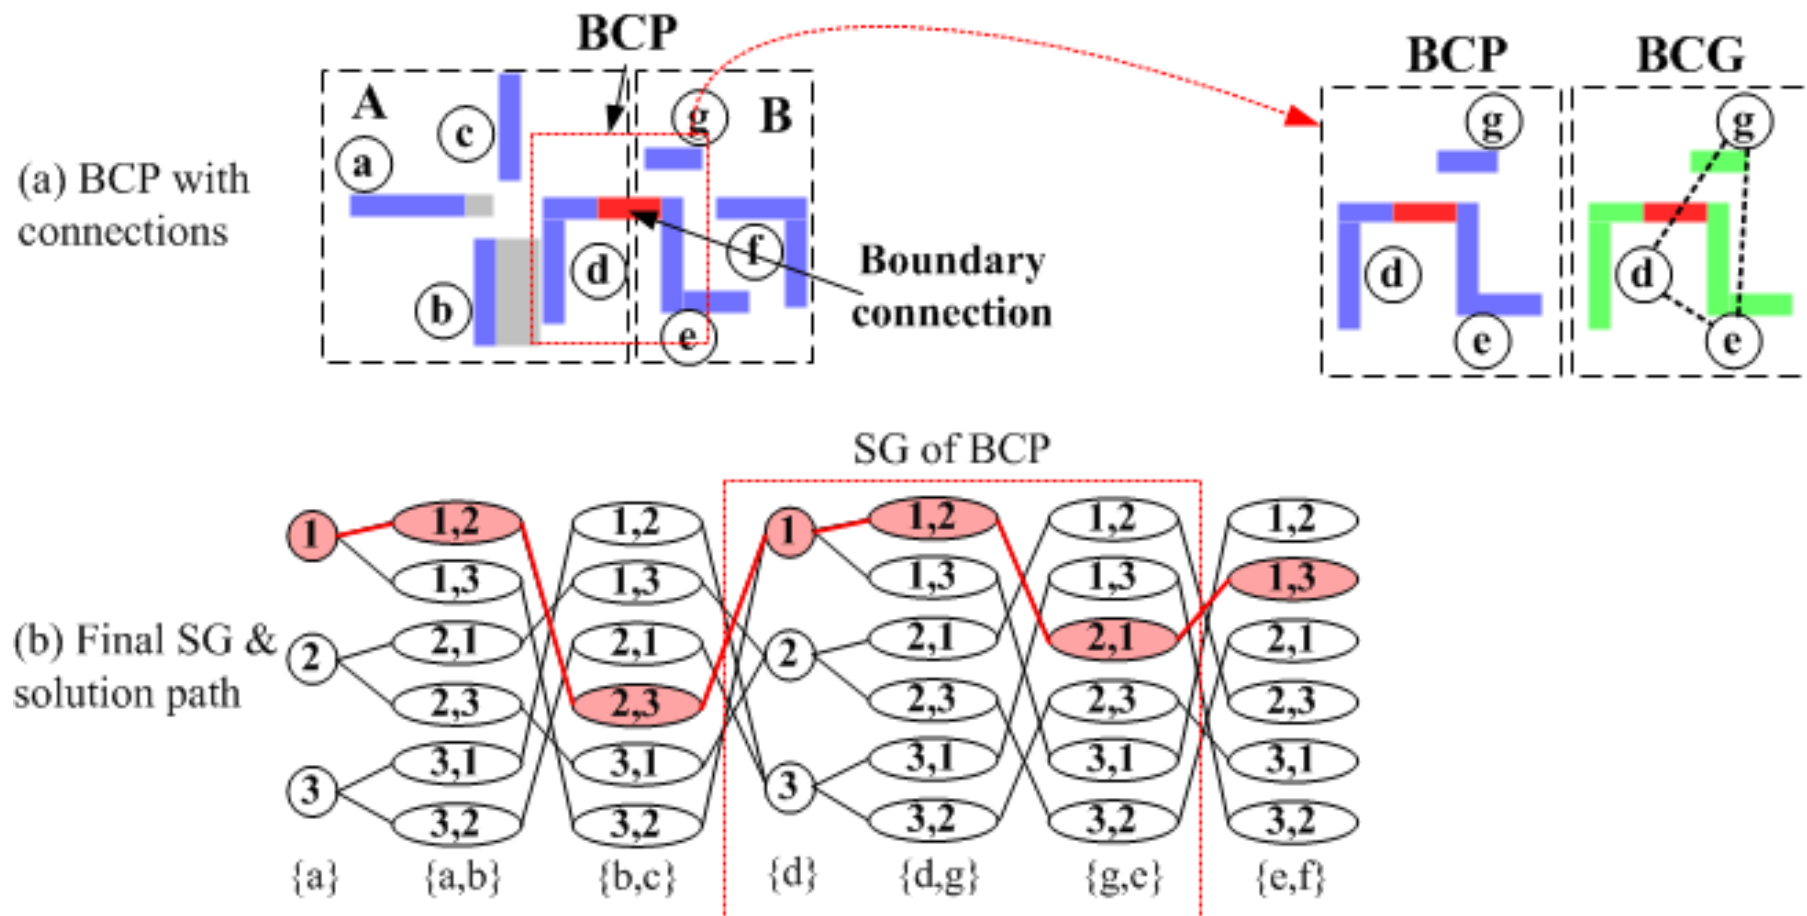 BCP
BCP BCG
A B
c g g g
a
(a) BCP with
connections
d f d d
Boundary
connection
b e e e
SG of BCP
1 1,2 1,2 1 1,2 1,2 1,2
1,3 1,3 1,3 1,3 1,3
(b) Final SG &
solution path
2 2,1 2,1 2 2,1 2,1 2,1
2,3 2,3 2,3 2,3 2,3
3 3,1 3,1 3 3,1 3,1 3,1
3,2 3,2 3,2 3,2 3,2
{a} {a,b} {b,c} {d} {d,g} {g,e} {e,f}